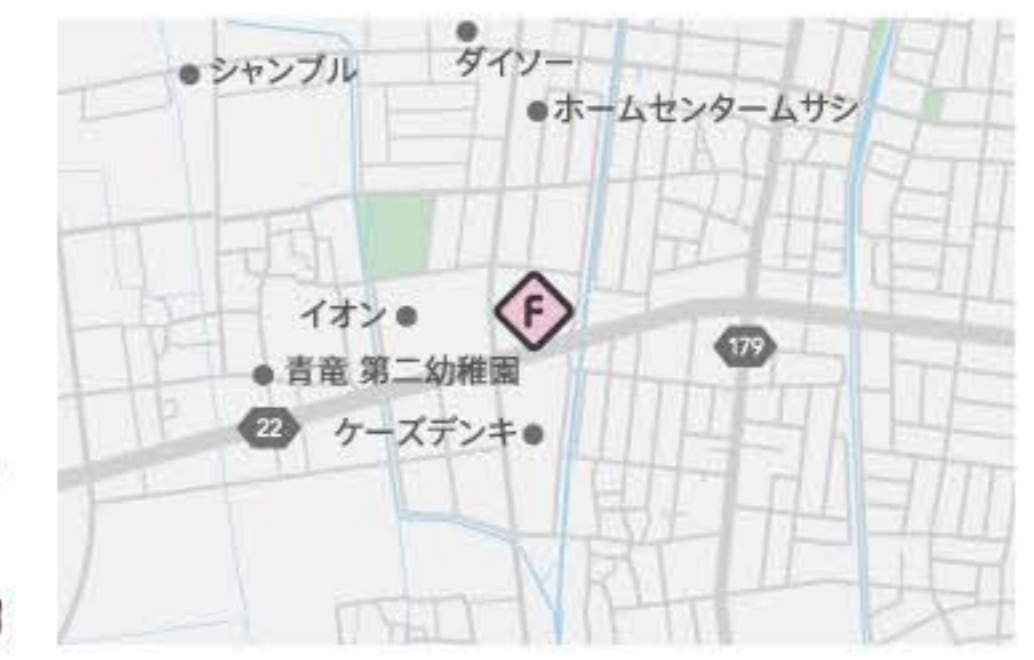 ダイソー
シャンブル
ホームセンタームサシ
イオン
F
179
青竜 第二幼稚園
22
ケーズデンキ